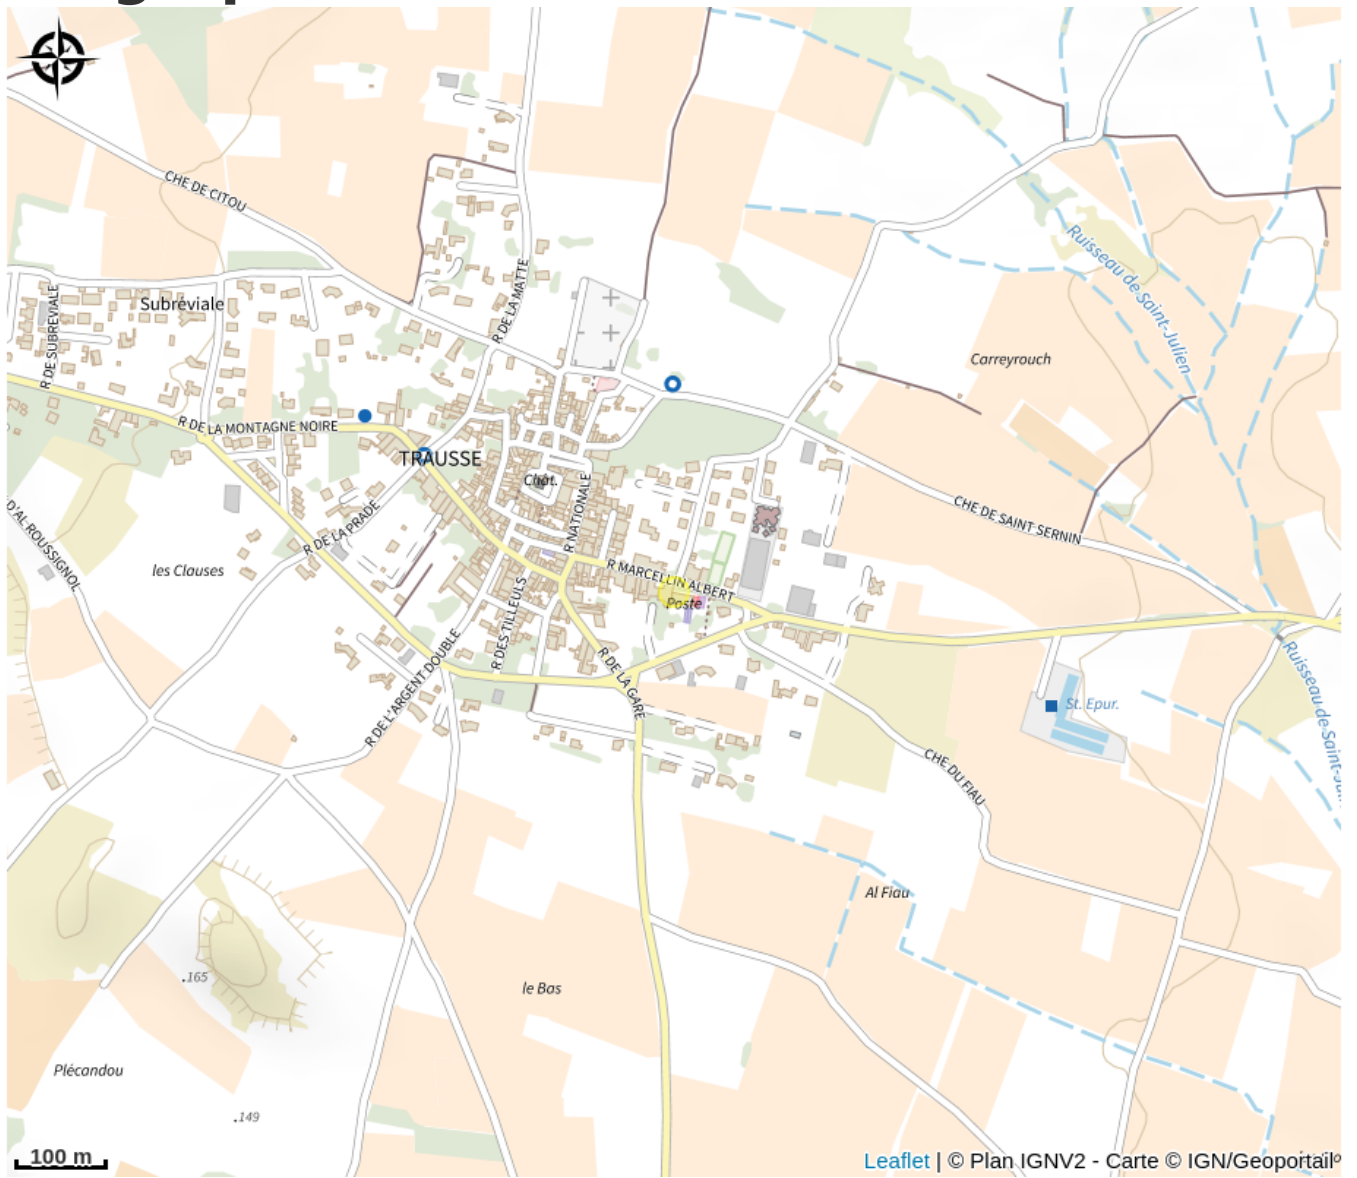 CHE DE CITOU
R DE LA MATTE
Ruisseau de Saint-Julien
Subréviale
R DE SUBREVIALE
Carreyrouch
R DE LA MONTAGNE NOIRE
TRAUSSE
Chât.
R NATIONALE
CHE DE SAINT SERNIN
D'AL ROUSSIGNOL
R DE LA PRADE
les Clauses
R MARCELLIN ALBERT
Poste
R DES TILLEULS
R DE L'ARGENT DOUBLE
R DE LA GARE
St. Epur.
Ruisseau de Saint-
CHE DU FIAU
Al Fiau
.165
le Bas
Plécandou
.149
100 m
Leaflet | © Plan IGNV2 - Carte © IGN/Geoportail